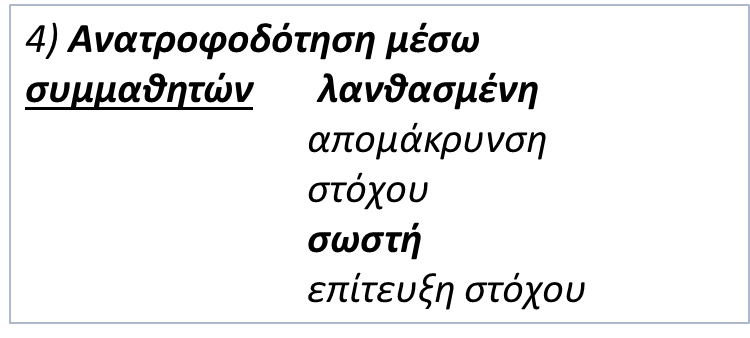 4) Ανατροφοδότηση μέσω
συμμαθητών λανθασμένη
απομάκρυνση
στόχου
σωστή
επίτευξη στόχου